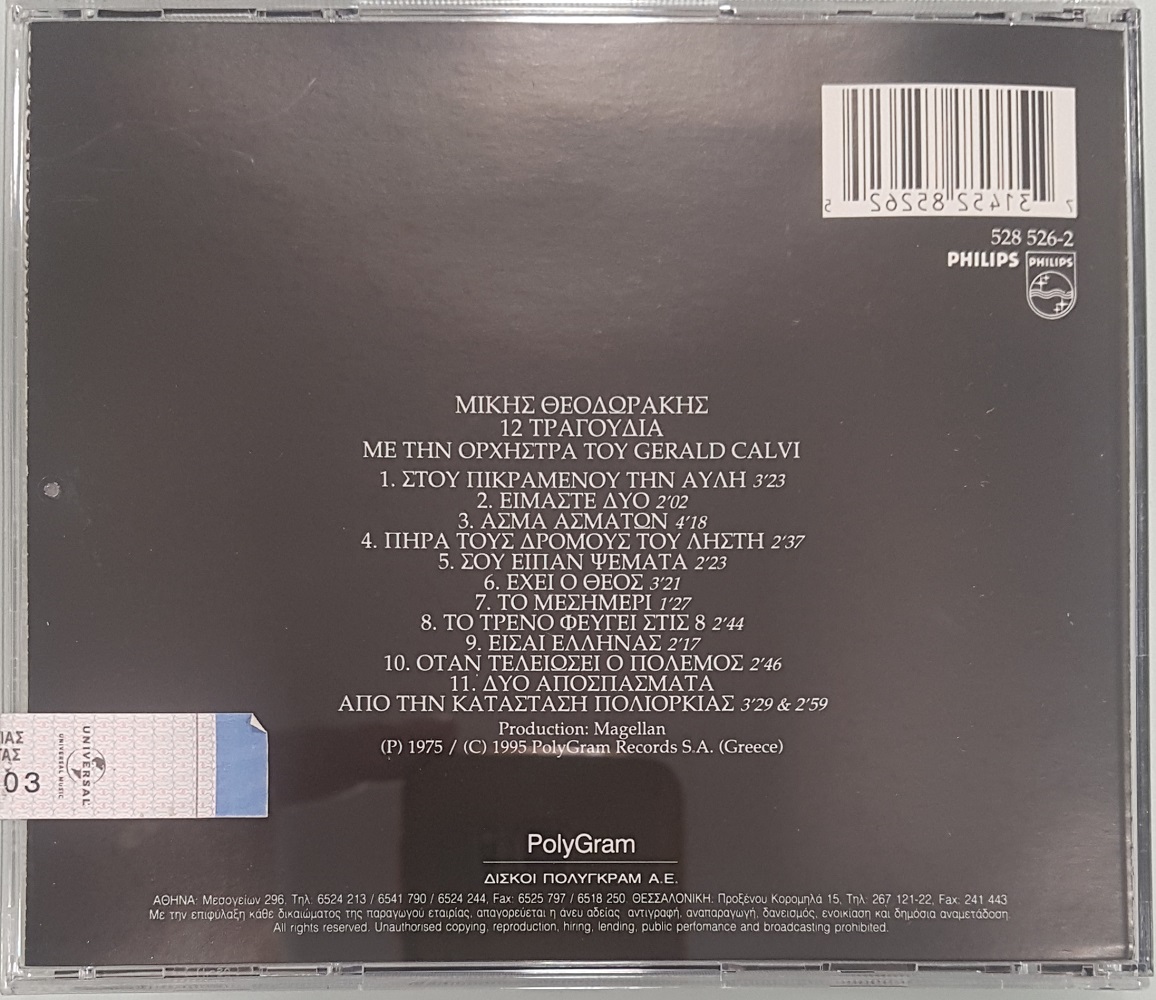 7 31452 85262 5
528 526-2
PHILIPS PHILIPS
ΜΙΚΗΣ ΘΕΟΔΩΡΑΚΗΣ
12 ΤΡΑΓΟΥΔΙΑ
ΜΕ ΤΗΝ ΟΡΧΗΣΤΡΑ ΤΟΥ GERALD CALVI
1. ΣΤΟΥ ΠΙΚΡΑΜΕΝΟΥ ΤΗΝ ΑΥΛΗ 3'23
2. ΕΙΜΑΣΤΕ ΔΥΟ 2'02
3. ΑΣΜΑ ΑΣΜΑΤΩΝ 4'18
4. ΠΗΡΑ ΤΟΥΣ ΔΡΟΜΟΥΣ ΤΟΥ ΛΗΣΤΗ 2'37
5. ΣΟΥ ΕΙΠΑΝ ΨΕΜΑΤΑ 2'23
6. ΕΧΕΙ Ο ΘΕΟΣ 3'21
7. ΤΟ ΜΕΣΗΜΕΡΙ 1'27
8. ΤΟ ΤΡΕΝΟ ΦΕΥΓΕΙ ΣΤΙΣ 8 2'44
9. ΕΙΣΑΙ ΕΛΛΗΝΑΣ 2'17
10. ΟΤΑΝ ΤΕΛΕΙΩΣΕΙ Ο ΠΟΛΕΜΟΣ 2'46
11. ΔΥΟ ΑΠΟΣΠΑΣΜΑΤΑ
ΑΠΟ ΤΗΝ ΚΑΤΑΣΤΑΣΗ ΠΟΛΙΟΡΚΙΑΣ 3'29 & 2'59
Production: Magellan
(P) 1975 / (C) 1995 PolyGram Records S.A. (Greece)
ΙΑΣ
ΤΑΣ
03
UNIVERSAL
UNIVERSAL MUSIC
PolyGram
ΔΙΣΚΟΙ ΠΟΛΥΓΚΡΑΜ Α.Ε.
ΑΘΗΝΑ: Μεσογείων 296, Τηλ: 6524 213 / 6541 790 / 6524 244, Fax: 6525 797 / 6518 250. ΘΕΣΣΑΛΟΝΙΚΗ: Προξένου Κορομηλά 15, Τηλ: 267 121-22, Fax: 241 443
Με την επιφύλαξη κάθε δικαιώματος της παραγωγού εταιρίας, απαγορεύεται η άνευ αδείας αντιγραφή, αναπαραγωγή, δανεισμός, ενοικίαση και δημόσια αναμετάδοση.
All rights reserved. Unauthorised copying, reproduction, hiring, lending, public perfomance and broadcasting prohibited.